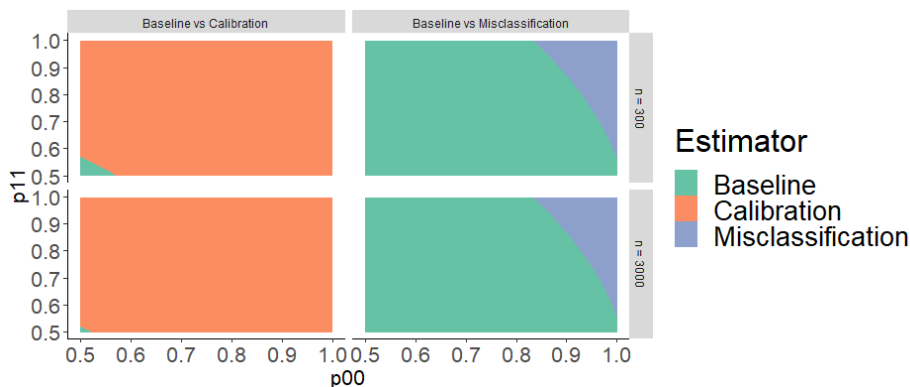 Baseline vs Calibration
Baseline vs Misclassification
1.0
0.9
0.8
0.7
0.6
0.5
n = 300
p11
1.0
0.9
0.8
0.7
0.6
0.5
n = 3000
0.5 0.6 0.7 0.8 0.9 1.0
0.5 0.6 0.7 0.8 0.9 1.0
p00
Estimator
Baseline
Calibration
Misclassification